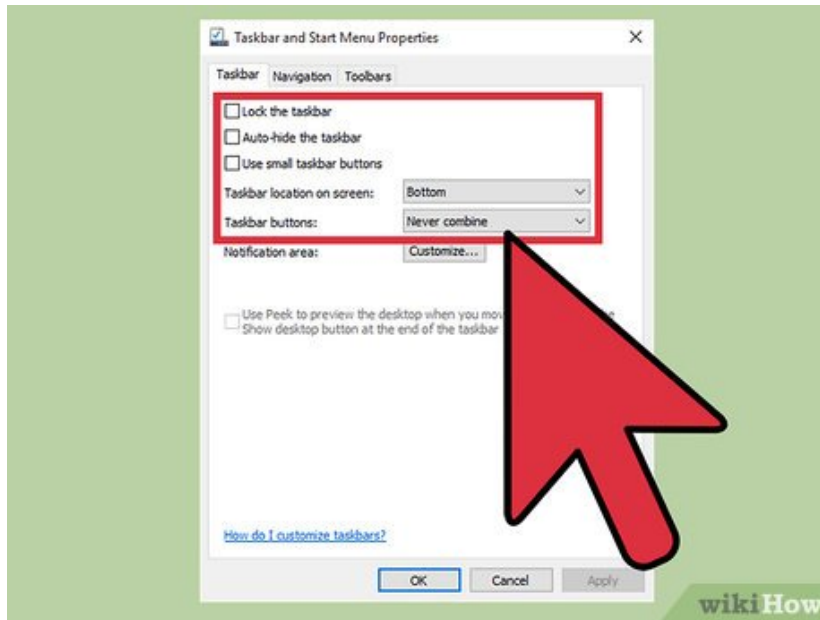 Taskbar and Start Menu Properties
Taskbar Navigation Toolbars
Lock the taskbar
Auto-hide the taskbar
Use small taskbar buttons
Taskbar location on screen: Bottom
Taskbar buttons: Never combine
Notification area: Customize...
Use Peek to preview the desktop when you
Show desktop button at the end of the taskbar
How do I customize taskbars?
OK Cancel Apply
wikiHow